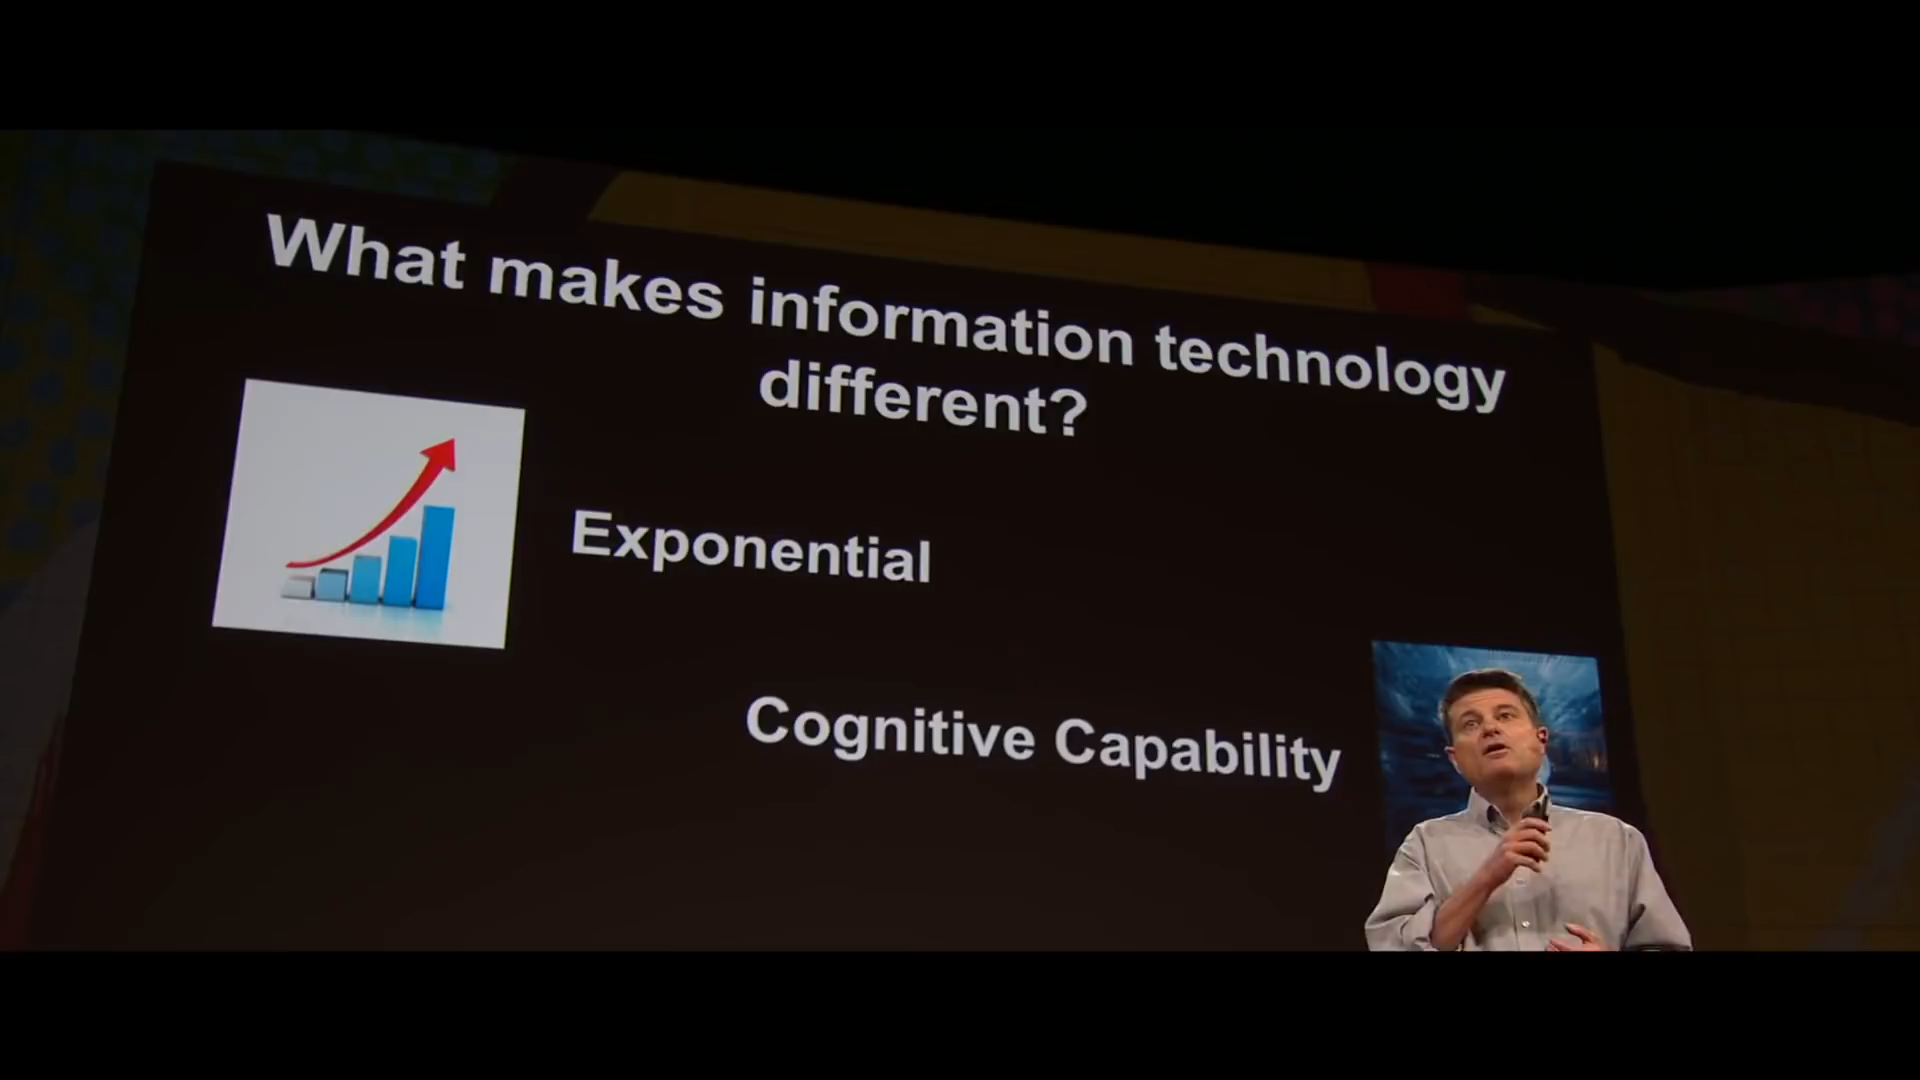 What makes information technology
different?
Exponential
Cognitive Capability